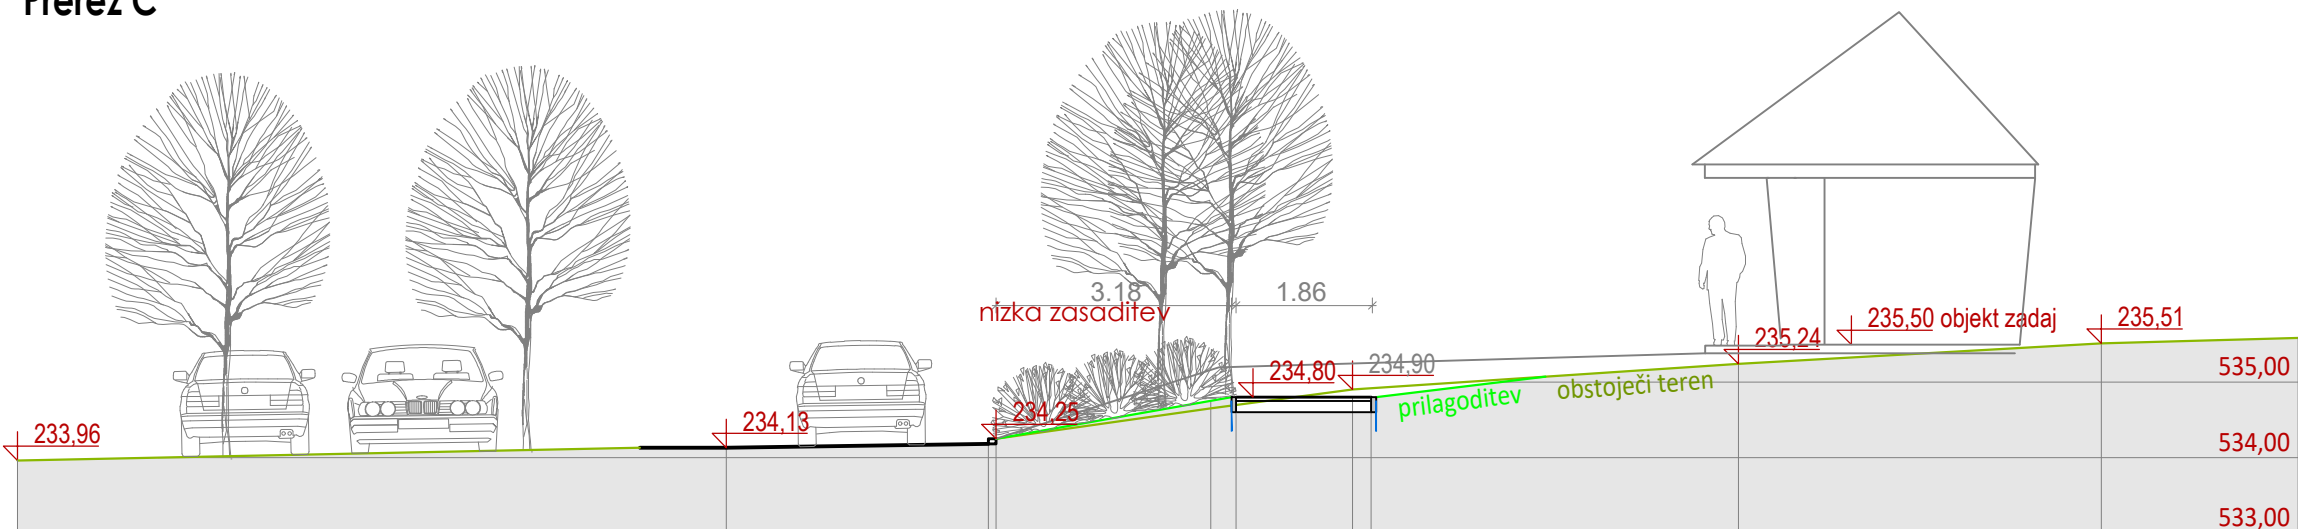 Prerez C
3.18
1.86
nizka zasaditev
235,50 objekt zadaj
235,51
235,24
234,90
234,80
535,00
obstoječi teren
prilagoditev
234,25
234,13
233,96
534,00
533,00